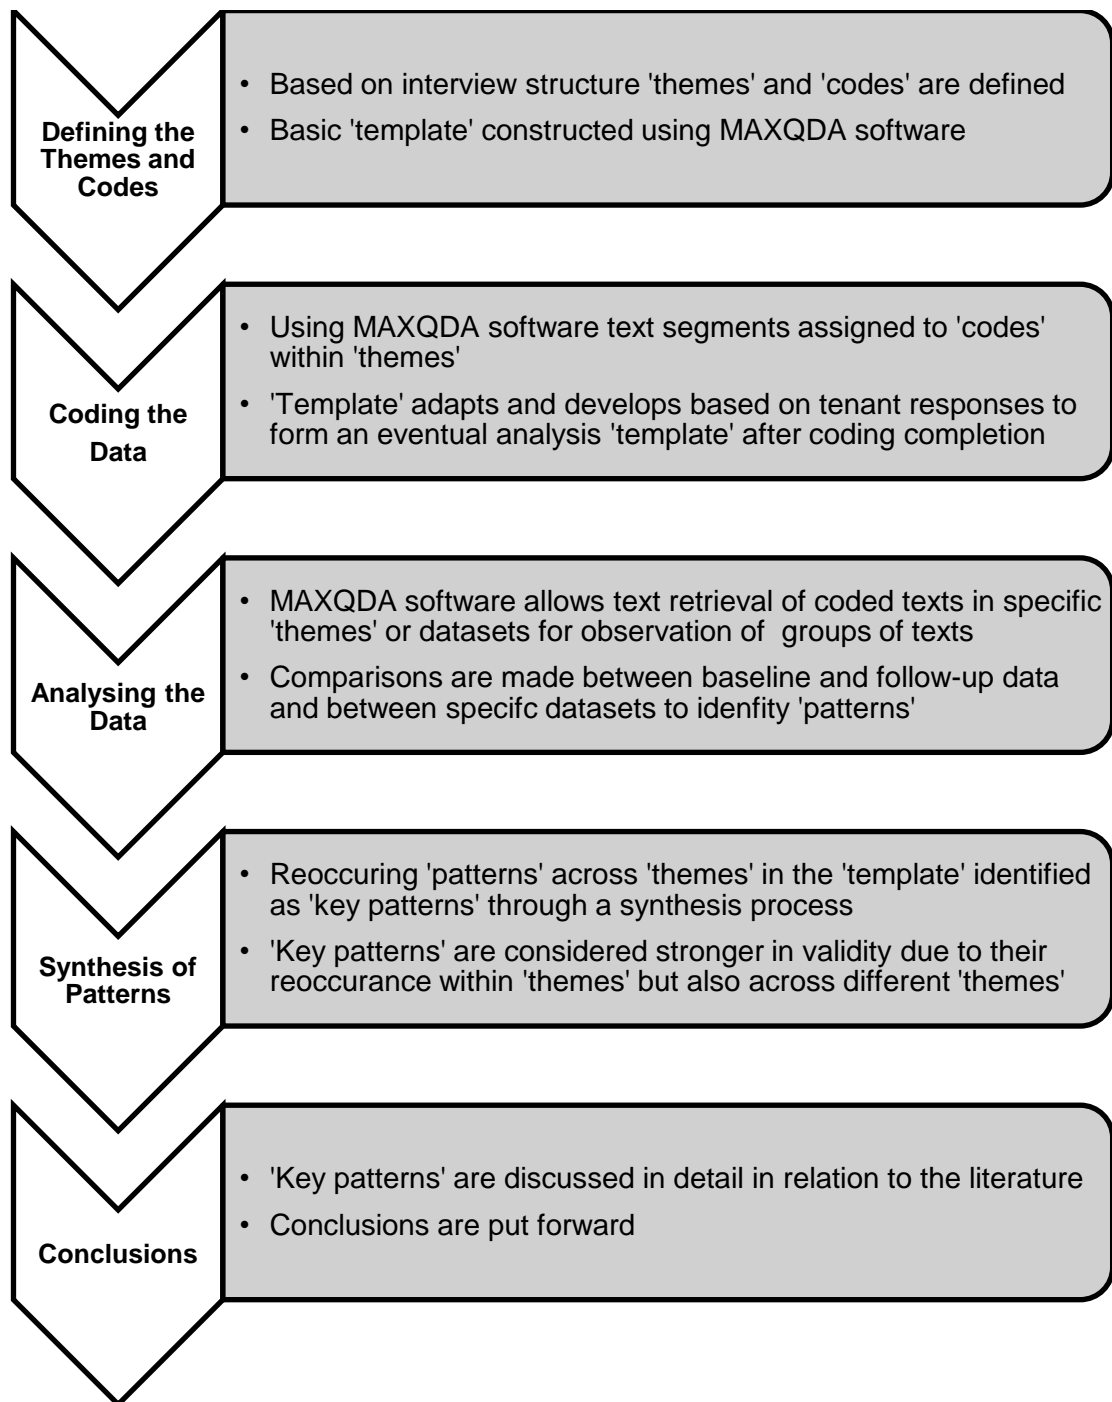 Defining the
Themes and
Codes
• Based on interview structure 'themes' and 'codes' are defined
• Basic 'template' constructed using MAXQDA software
Coding the
Data
• Using MAXQDA software text segments assigned to 'codes'
within 'themes'
• 'Template' adapts and develops based on tenant responses to
form an eventual analysis 'template' after coding completion
Analysing the
Data
• MAXQDA software allows text retrieval of coded texts in specific
'themes' or datasets for observation of  groups of texts
• Comparisons are made between baseline and follow-up data
and between specifc datasets to idenfity 'patterns'
Synthesis of
Patterns
• Reoccuring 'patterns' across 'themes' in the 'template' identified
as 'key patterns' through a synthesis process
• 'Key patterns' are considered stronger in validity due to their
reoccurance within 'themes' but also across different 'themes'
Conclusions
• 'Key patterns' are discussed in detail in relation to the literature
• Conclusions are put forward